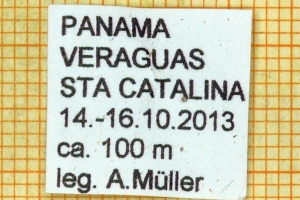 PANAMA
VERAGUAS
STA CATALINA
14.-16.10.2013
ca. 100 m
leg. A.Müller